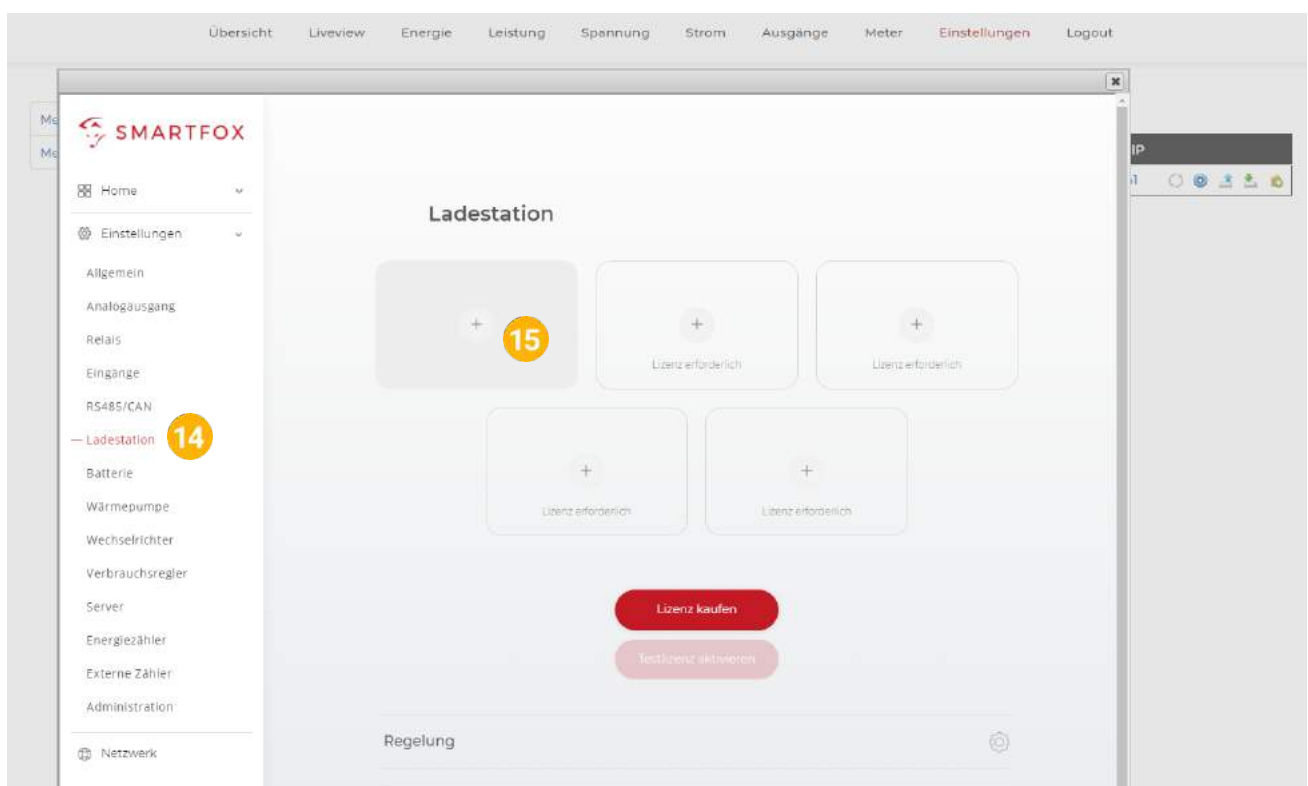 Übersicht Liveview Energie Leistung Spannung Strom Ausgänge Meter Einstellungen Logout
Me
Me
SMARTFOX
IP
Home
Einstellungen
Allgemein
Analogausgang
Relais
Eingänge
RS485/CAN
Ladestation 14
Batterie
Wärmepumpe
Wechselrichter
Verbrauchsregler
Server
Energiezähler
Externe Zähler
Administration
Netzwerk
Ladestation
+ 15 + +
Lizenz erforderlich Lizenz erforderlich
+ +
Lizenz erforderlich Lizenz erforderlich
Lizenz kaufen
Testlizenz aktivieren
Regelung